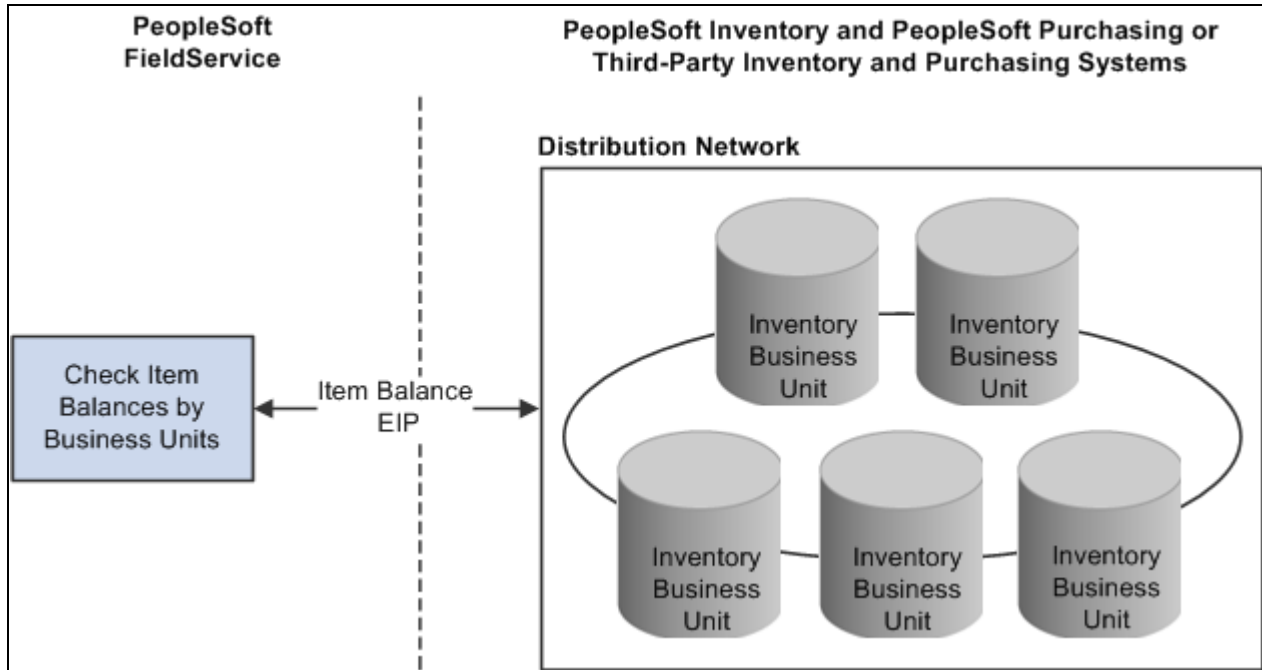 PeopleSoft
FieldService
PeopleSoft Inventory and PeopleSoft Purchasing or
Third-Party Inventory and Purchasing Systems
Distribution Network
Check Item
Balances by
Business Units
Item Balance
EIP
Inventory
Business
Unit
Inventory
Business
Unit
Inventory
Business
Unit
Inventory
Business
Unit
Inventory
Business
Unit